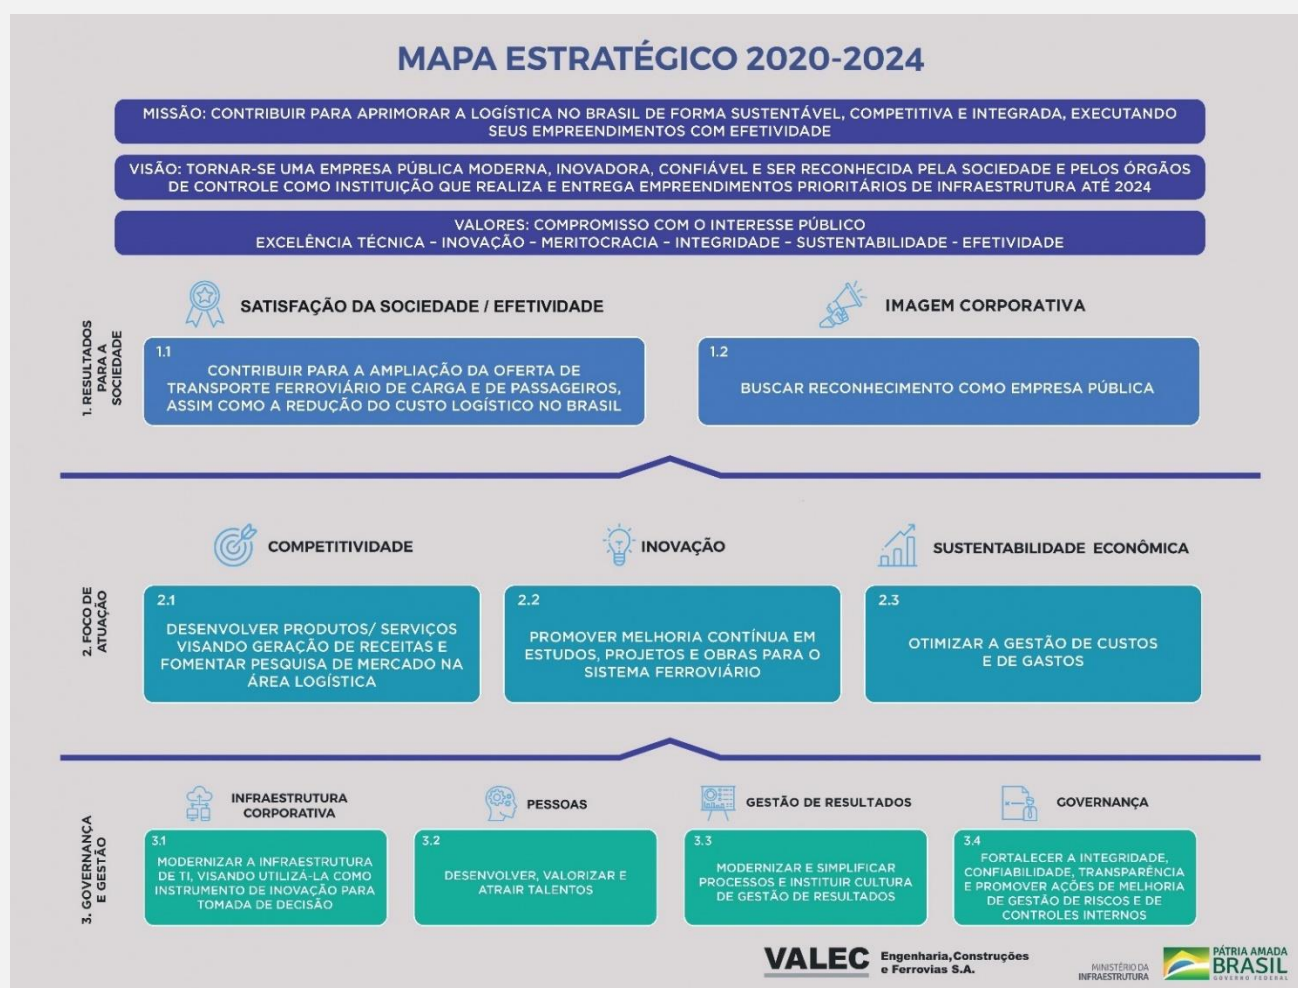 MAPA ESTRATÉGICO 2020-2024
MISSÃO: CONTRIBUIR PARA APRIMORAR A LOGÍSTICA NO BRASIL DE FORMA SUSTENTÁVEL, COMPETITIVA E INTEGRADA, EXECUTANDO
SEUS EMPREENDIMENTOS COM EFETIVIDADE
VISÃO: TORNAR-SE UMA EMPRESA PÚBLICA MODERNA, INOVADORA, CONFIÁVEL E SER RECONHECIDA PELA SOCIEDADE E PELOS ÓRGÃOS
DE CONTROLE COMO INSTITUIÇÃO QUE REALIZA E ENTREGA EMPREENDIMENTOS PRIORITÁRIOS DE INFRAESTRUTURA ATÉ 2024
VALORES: COMPROMISSO COM O INTERESSE PÚBLICO
EXCELÊNCIA TÉCNICA – INOVAÇÃO – MERITOCRACIA – INTEGRIDADE – SUSTENTABILIDADE - EFETIVIDADE
1. RESULTADOS
PARA A
SOCIEDADE
SATISFAÇÃO DA SOCIEDADE / EFETIVIDADE
1.1
CONTRIBUIR PARA A AMPLIAÇÃO DA OFERTA DE
TRANSPORTE FERROVIÁRIO DE CARGA E DE PASSAGEIROS,
ASSIM COMO A REDUÇÃO DO CUSTO LOGÍSTICO NO BRASIL
IMAGEM CORPORATIVA
1.2
BUSCAR RECONHECIMENTO COMO EMPRESA PÚBLICA
2. FOCO DE
ATUAÇÃO
COMPETITIVIDADE
2.1
DESENVOLVER PRODUTOS/ SERVIÇOS
VISANDO GERAÇÃO DE RECEITAS E
FOMENTAR PESQUISA DE MERCADO NA
ÁREA LOGÍSTICA
INOVAÇÃO
2.2
PROMOVER MELHORIA CONTÍNUA EM
ESTUDOS, PROJETOS E OBRAS PARA O
SISTEMA FERROVIÁRIO
SUSTENTABILIDADE ECONÔMICA
2.3
OTIMIZAR A GESTÃO DE CUSTOS
E DE GASTOS
3. GOVERNANÇA
E GESTÃO
INFRAESTRUTURA
CORPORATIVA
3.1
MODERNIZAR A INFRAESTRUTURA
DE TI, VISANDO UTILIZÁ-LA COMO
INSTRUMENTO DE INOVAÇÃO PARA
TOMADA DE DECISÃO
PESSOAS
3.2
DESENVOLVER, VALORIZAR E
ATRAIR TALENTOS
GESTÃO DE RESULTADOS
3.3
MODERNIZAR E SIMPLIFICAR
PROCESSOS E INSTITUIR CULTURA
DE GESTÃO DE RESULTADOS
GOVERNANÇA
3.4
FORTALECER A INTEGRIDADE,
CONFIABILIDADE, TRANSPARÊNCIA
E PROMOVER AÇÕES DE MELHORIA
DE GESTÃO DE RISCOS E DE
CONTROLES INTERNOS
VALEC
Engenharia, Construções
e Ferrovias S.A.
MINISTÉRIO DA
INFRAESTRUTURA
PÁTRIA AMADA
BRASIL
GOVERNO FEDERAL